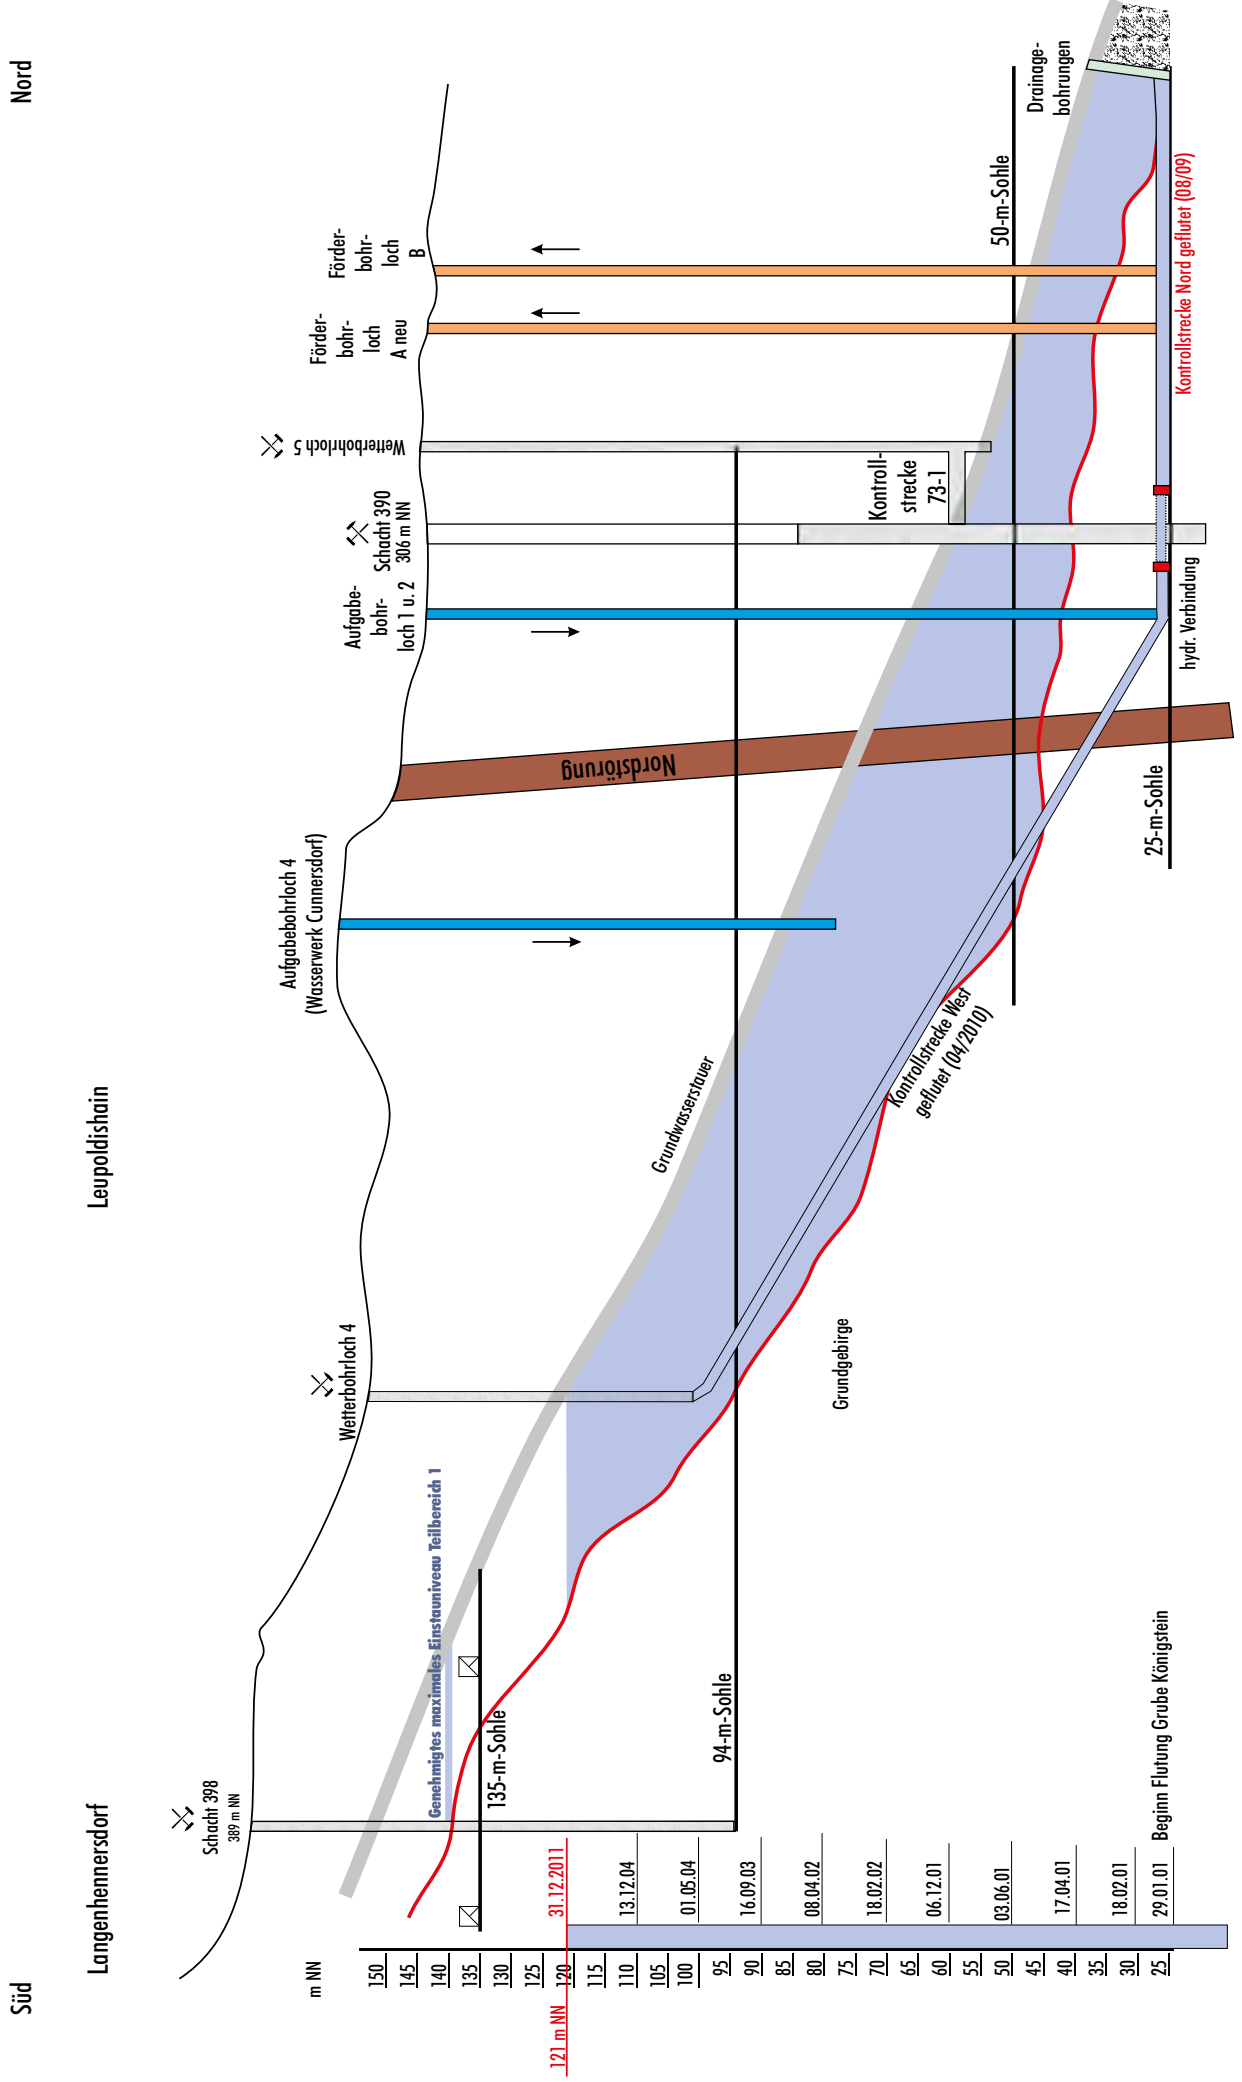 Süd
Nord
Langenhennersdorf
Leupoldishain
Schacht 398
389 m NN
Wetterbohrloch 4
Aufgabebohrloch 4
(Wasserwerk Cunnersdorf)
Aufgabe-
bohr-
loch 1 u. 2
Schacht 390
306 m NN
Wetterbohrloch 5
Förder-
bohr-
loch
A neu
Förder-
bohr-
loch
B
Genehmigtes maximales Einstauniveau Teilbereich 1
Nordstörung
Grundwasserstauer
135-m-Sohle
94-m-Sohle
Kontroll-
strecke
73-1
50-m-Sohle
Drainage-
bohrungen
Grundgebirge
Kontrollstrecke West
geflutet (04/2010)
25-m-Sohle
hydr. Verbindung
Kontrollstrecke Nord geflutet (08/09)
m NN
150
145
140
135
130
125
120
115
110
105
100
95
90
85
80
75
70
65
60
55
50
45
40
35
30
25
121 m NN
31.12.2011
13.12.04
01.05.04
16.09.03
08.04.02
18.02.02
06.12.01
03.06.01
17.04.01
18.02.01
29.01.01
Beginn Flutung Grube Königstein